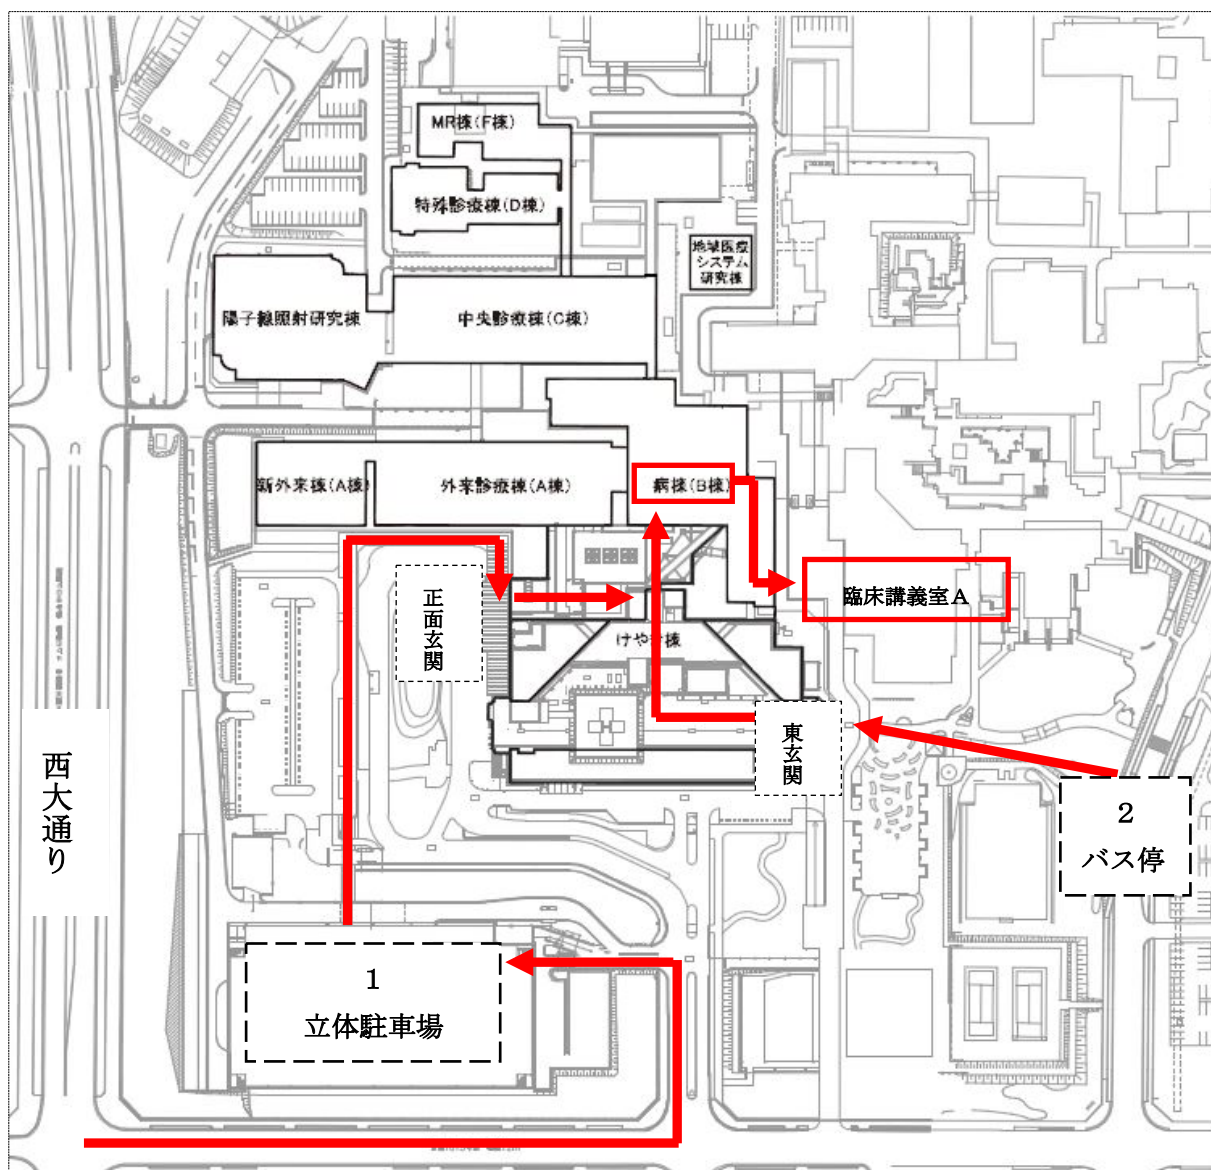 MR棟(F棟)
特殊診療棟(D棟)
地域医療
システム
研究棟
陽子線照射研究棟
中央診療棟(C棟)
新外来棟(A棟)
外来診療棟(A棟)
病棟(B棟)
正面玄関
臨床講義室A
けやき棟
東玄関
西大通り
2
バス停
1
立体駐車場